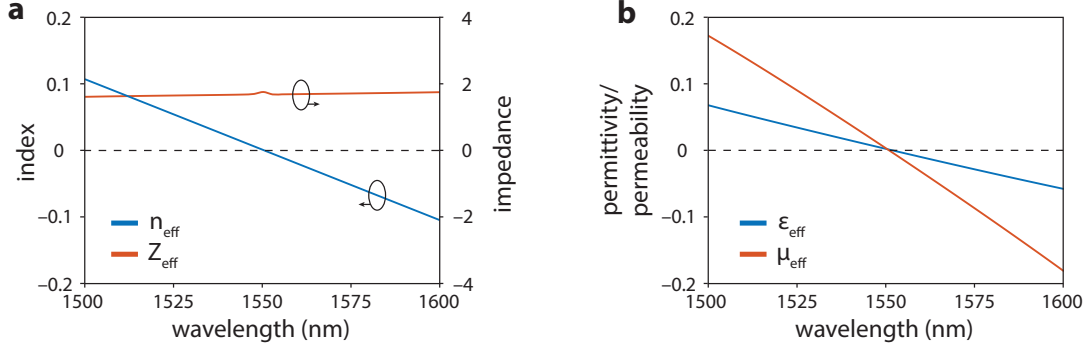 a
0.2
0.1
0
−0.1
−0.2
index
4
2
0
−2
−4
impedance
n_eff
Z_eff
1500
1525
1550
1575
1600
wavelength (nm)
b
0.2
0.1
0
−0.1
−0.2
permittivity/
permeability
ε_eff
μ_eff
1500
1525
1550
1575
1600
wavelength (nm)